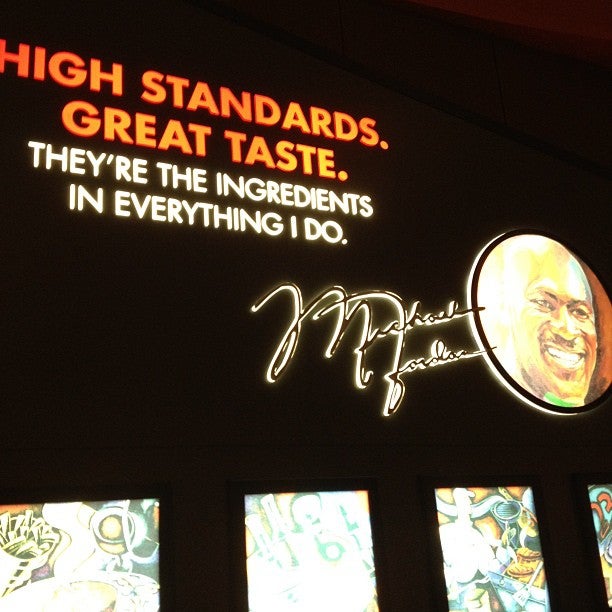 HIGH STANDARDS.
GREAT TASTE.
THEY'RE THE INGREDIENTS
IN EVERYTHING I DO.
Michael
Jordan